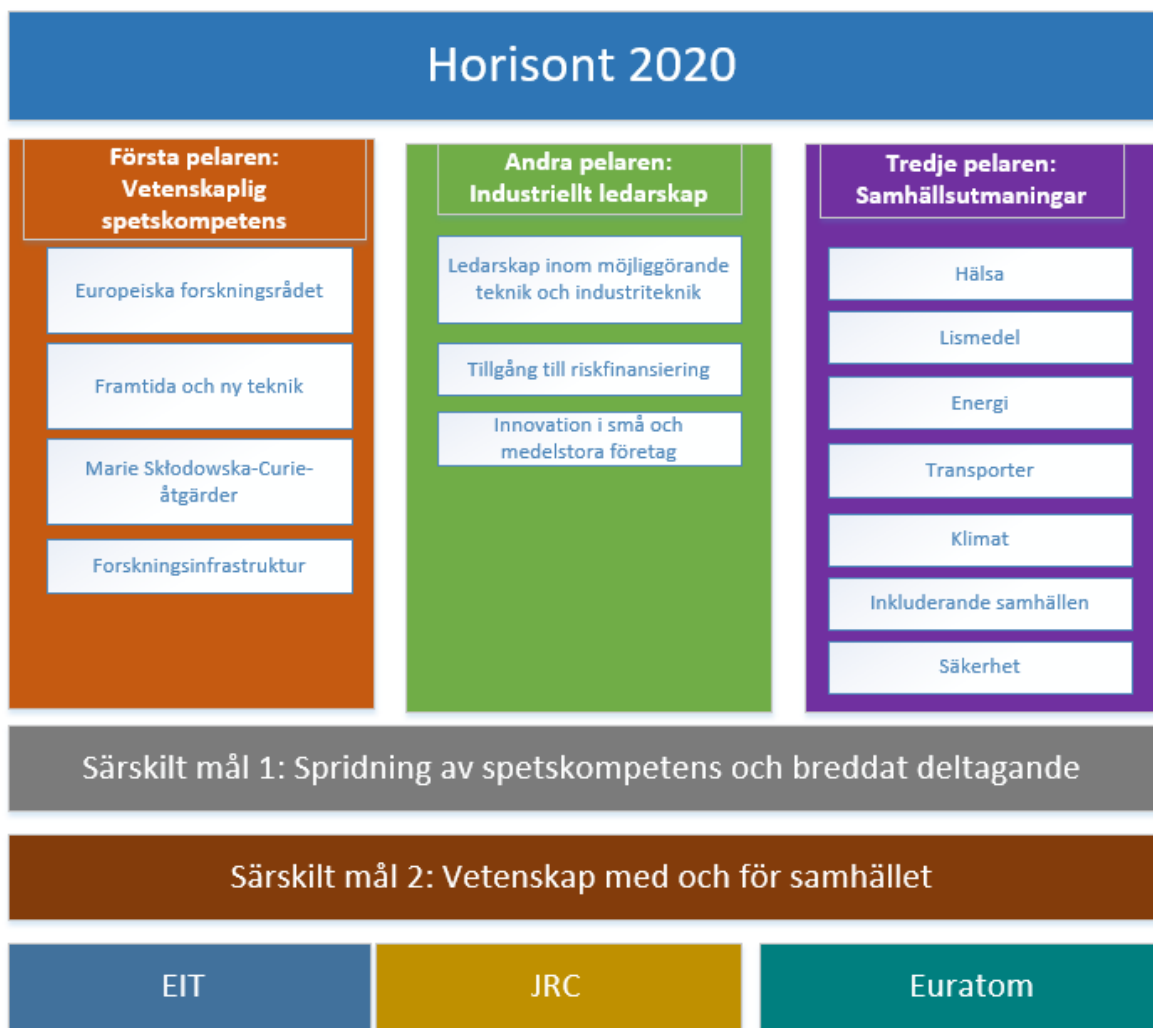 Horisont 2020
Första pelaren:
Vetenskaplig
spetskompetens
Europeiska forskningsrådet
Framtida och ny teknik
Marie Skłodowska-Curie-
åtgärder
Forskningsinfrastruktur
Andra pelaren:
Industriellt ledarskap
Ledarskap inom möjliggörande
teknik och industriteknik
Tillgång till riskfinansiering
Innovation i små och
medelstora företag
Tredje pelaren:
Samhällsutmaningar
Hälsa
Lismedel
Energi
Transporter
Klimat
Inkluderande samhällen
Säkerhet
Särskilt mål 1: Spridning av spetskompetens och breddat deltagande
Särskilt mål 2: Vetenskap med och för samhället
EIT
JRC
Euratom